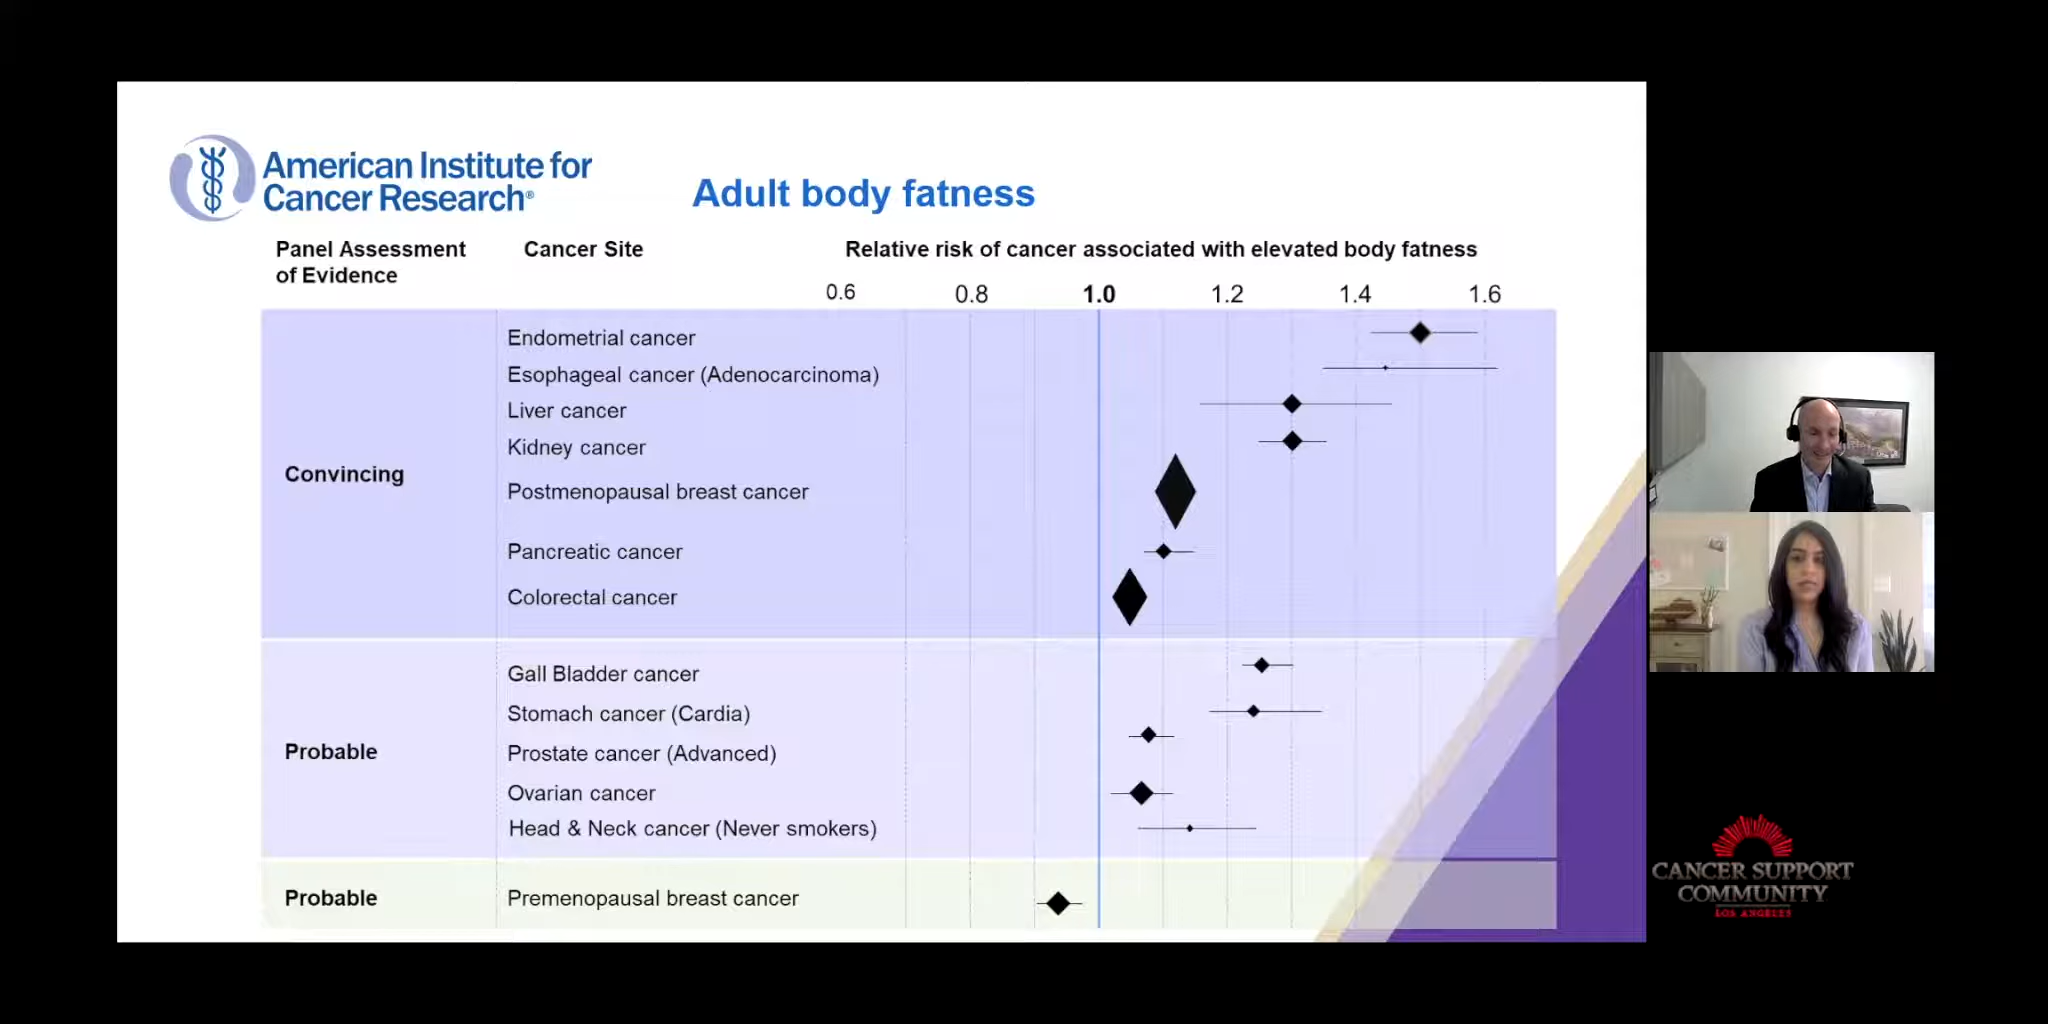 American Institute for
Cancer Research®
Adult body fatness
Panel Assessment
of Evidence
Cancer Site
Relative risk of cancer associated with elevated body fatness
0.6 0.8 1.0 1.2 1.4 1.6
Convincing
Endometrial cancer
Esophageal cancer (Adenocarcinoma)
Liver cancer
Kidney cancer
Postmenopausal breast cancer
Pancreatic cancer
Colorectal cancer
Probable
Gall Bladder cancer
Stomach cancer (Cardia)
Prostate cancer (Advanced)
Ovarian cancer
Head & Neck cancer (Never smokers)
Probable
Premenopausal breast cancer
CANCER SUPPORT
COMMUNITY
LOS ANGELES